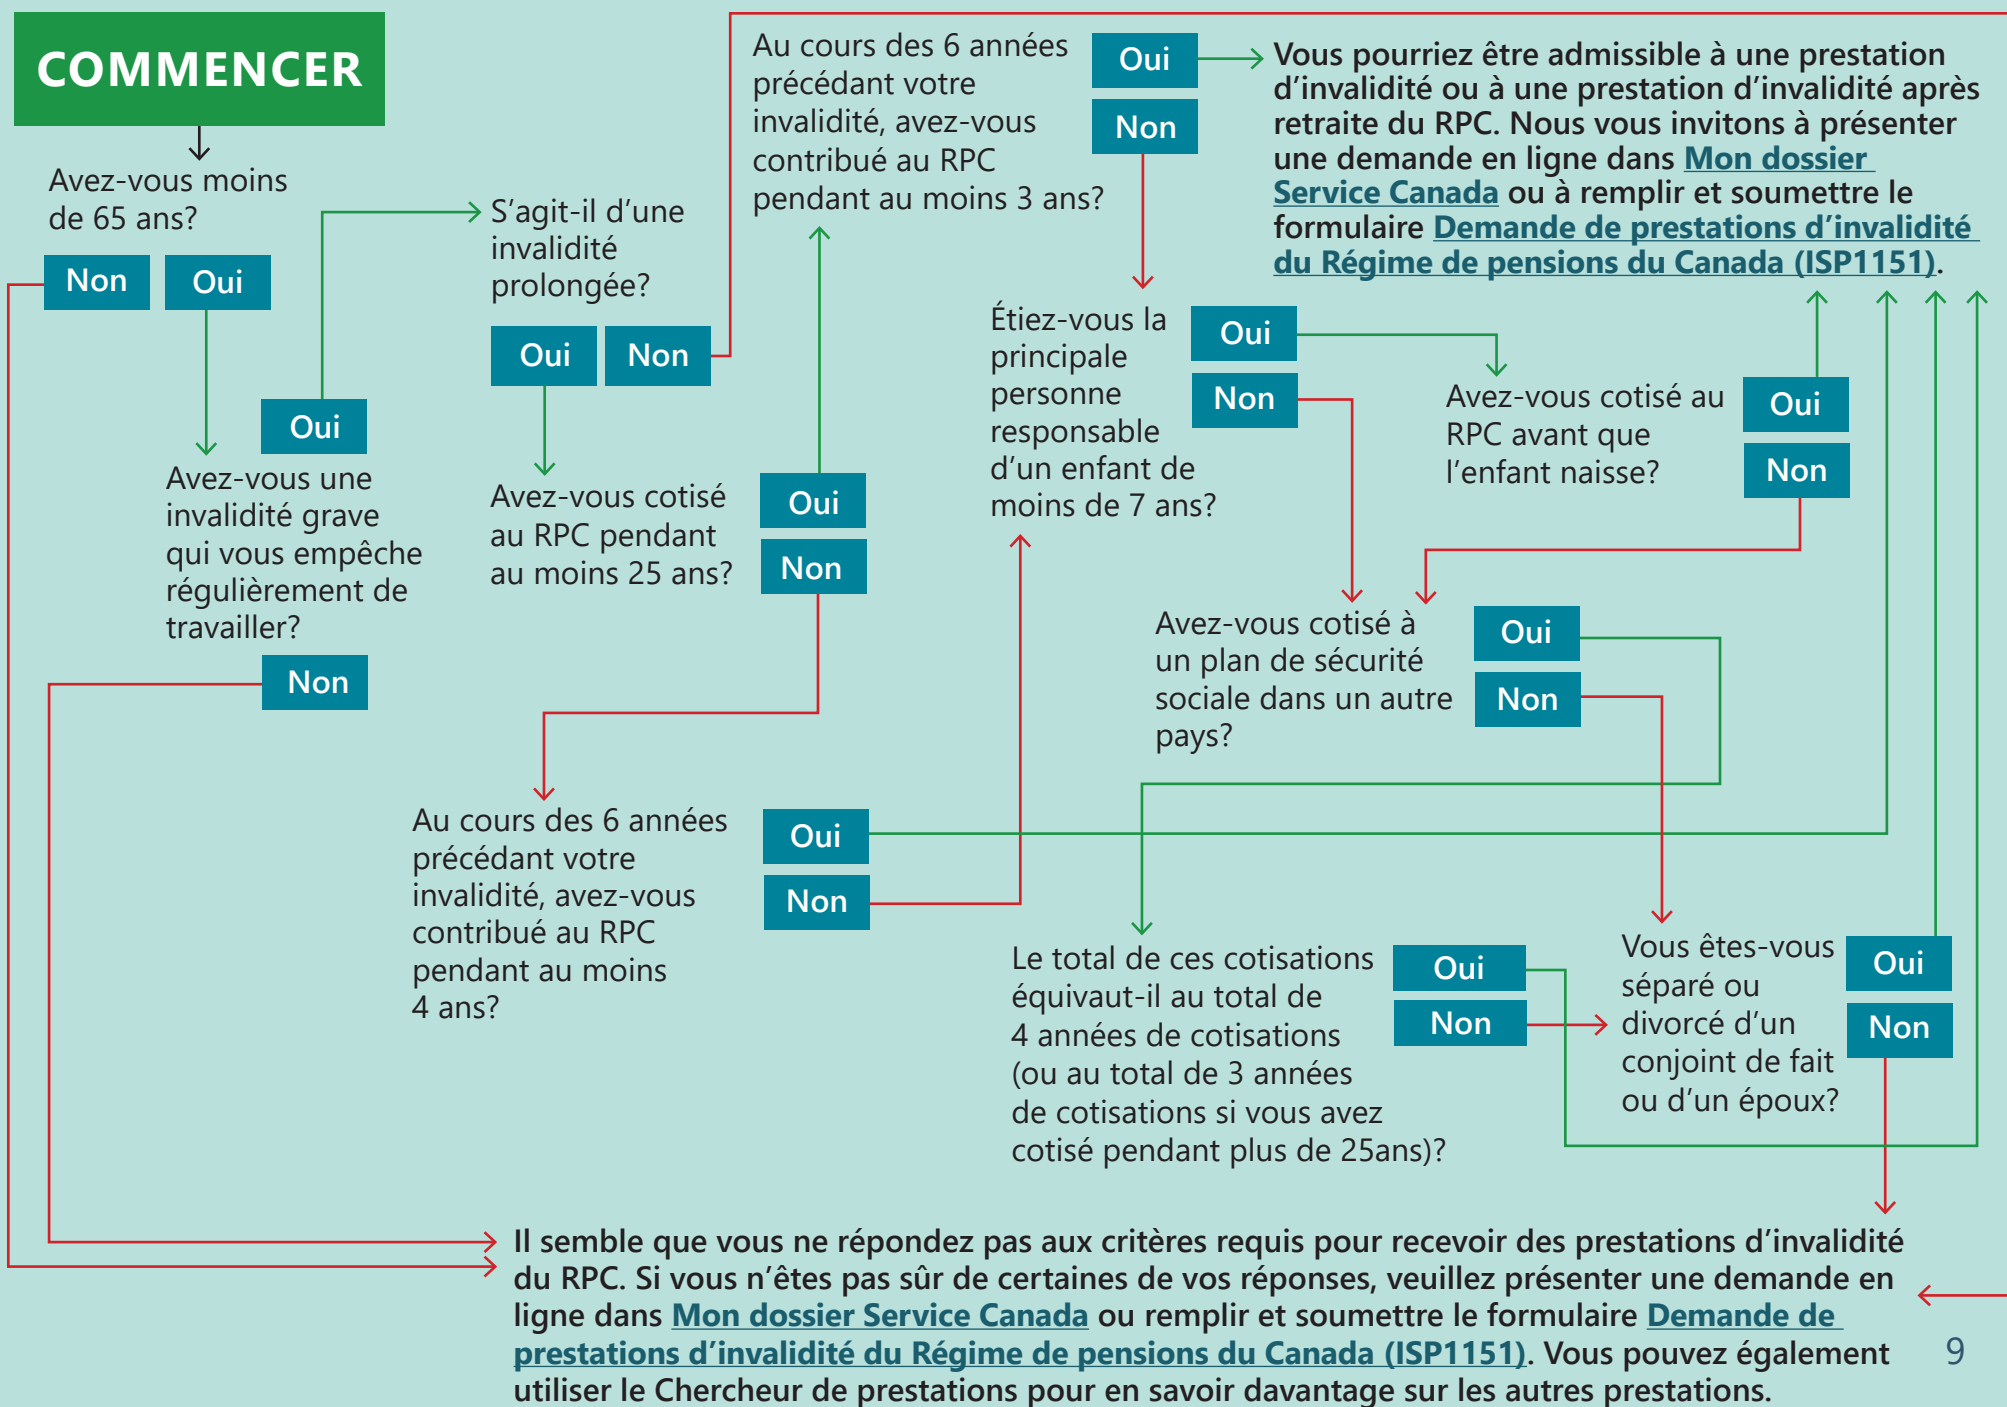 COMMENCER
Avez-vous moins
de 65 ans?
Non
Oui
Avez-vous une
invalidité grave
qui vous empêche
régulièrement de
travailler?
Oui
Non
S’agit-il d’une
invalidité
prolongée?
Oui
Non
Avez-vous cotisé
au RPC pendant
au moins 25 ans?
Oui
Non
Au cours des 6 années
précédant votre
invalidité, avez-vous
contribué au RPC
pendant au moins 3 ans?
Oui
Non
Au cours des 6 années
précédant votre
invalidité, avez-vous
contribué au RPC
pendant au moins
4 ans?
Oui
Non
Étiez-vous la
principale
personne
responsable
d’un enfant de
moins de 7 ans?
Oui
Non
Avez-vous cotisé au
RPC avant que
l’enfant naisse?
Oui
Non
Avez-vous cotisé à
un plan de sécurité
sociale dans un autre
pays?
Oui
Non
Le total de ces cotisations
équivaut-il au total de
4 années de cotisations
(ou au total de 3 années
de cotisations si vous avez
cotisé pendant plus de 25ans)?
Oui
Non
Vous êtes-vous
séparé ou
divorcé d’un
conjoint de fait
ou d’un époux?
Oui
Non
Vous pourriez être admissible à une prestation
d’invalidité ou à une prestation d’invalidité après
retraite du RPC. Nous vous invitons à présenter
une demande en ligne dans Mon dossier
Service Canada ou à remplir et soumettre le
formulaire Demande de prestations d’invalidité
du Régime de pensions du Canada (ISP1151).
Il semble que vous ne répondez pas aux critères requis pour recevoir des prestations d’invalidité
du RPC. Si vous n’êtes pas sûr de certaines de vos réponses, veuillez présenter une demande en
ligne dans Mon dossier Service Canada ou remplir et soumettre le formulaire Demande de
prestations d’invalidité du Régime de pensions du Canada (ISP1151). Vous pouvez également
utiliser le Chercheur de prestations pour en savoir davantage sur les autres prestations.
9